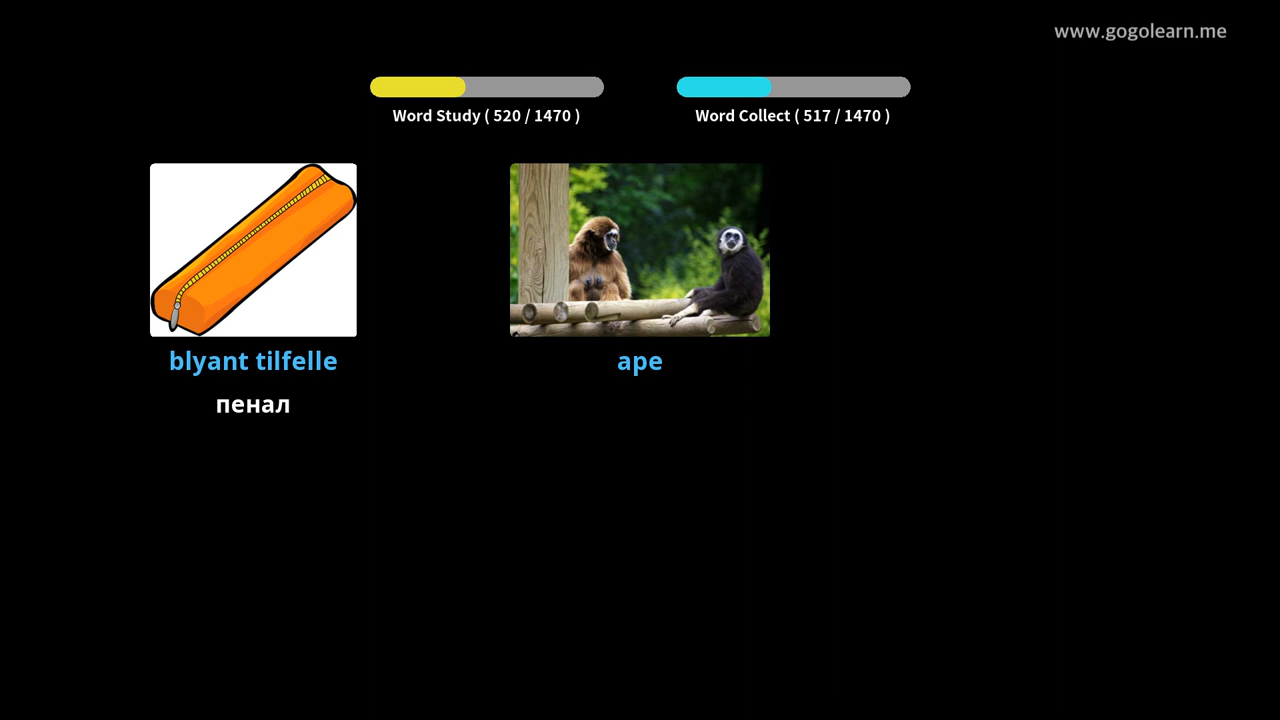 www.gogolearn.me
Word Study ( 520 / 1470 )
Word Collect ( 517 / 1470 )
blyant tilfelle
ape
пенал